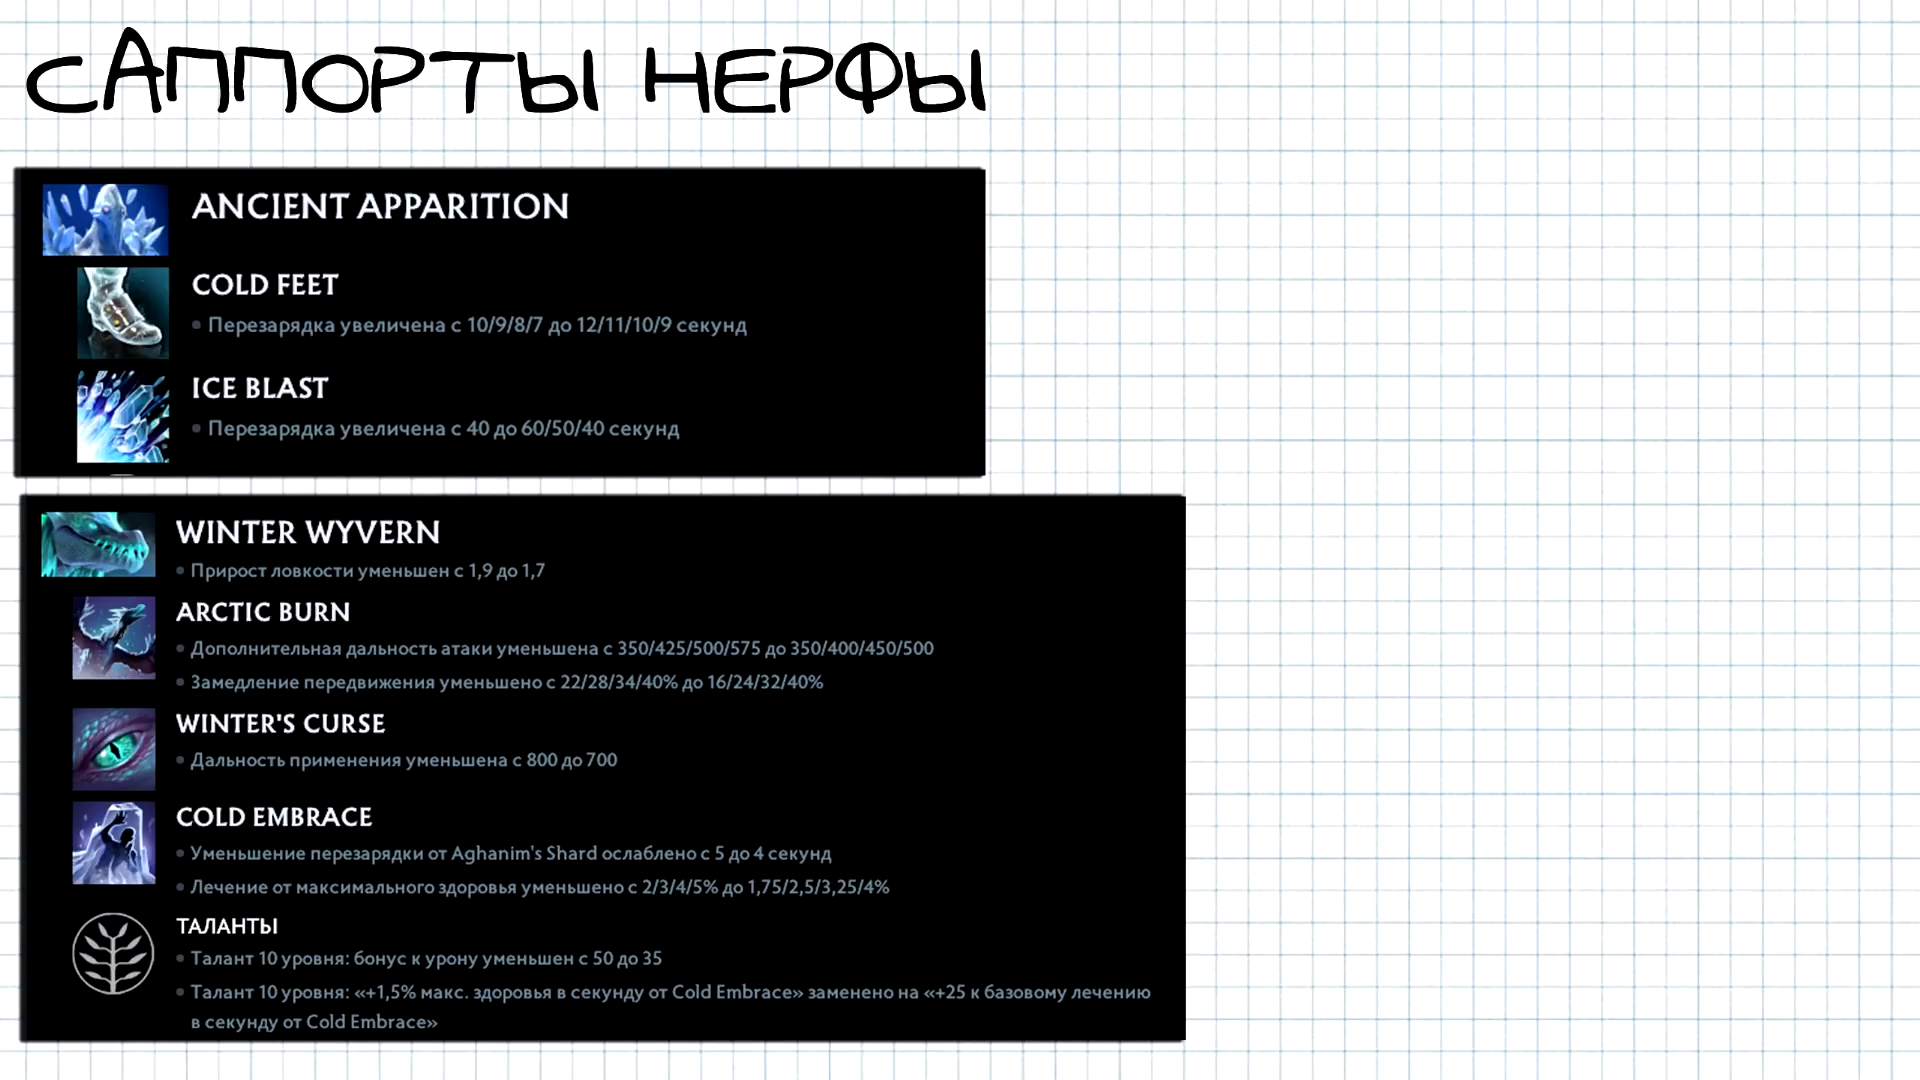 САППОРТЫ НЕРФЫ
ANCIENT APPARITION
COLD FEET
• Перезарядка увеличена с 10/9/8/7 до 12/11/10/9 секунд
ICE BLAST
• Перезарядка увеличена с 40 до 60/50/40 секунд
WINTER WYVERN
• Прирост ловкости уменьшен с 1,9 до 1,7
ARCTIC BURN
• Дополнительная дальность атаки уменьшена с 350/425/500/575 до 350/400/450/500
• Замедление передвижения уменьшено с 22/28/34/40% до 16/24/32/40%
WINTER'S CURSE
• Дальность применения уменьшена с 800 до 700
COLD EMBRACE
• Уменьшение перезарядки от Aghanim's Shard ослаблено с 5 до 4 секунд
• Лечение от максимального здоровья уменьшено с 2/3/4/5% до 1,75/2,5/3,25/4%
ТАЛАНТЫ
• Талант 10 уровня: бонус к урону уменьшен с 50 до 35
• Талант 10 уровня: «+1,5% макс. здоровья в секунду от Cold Embrace» заменено на «+25 к базовому лечению
в секунду от Cold Embrace»